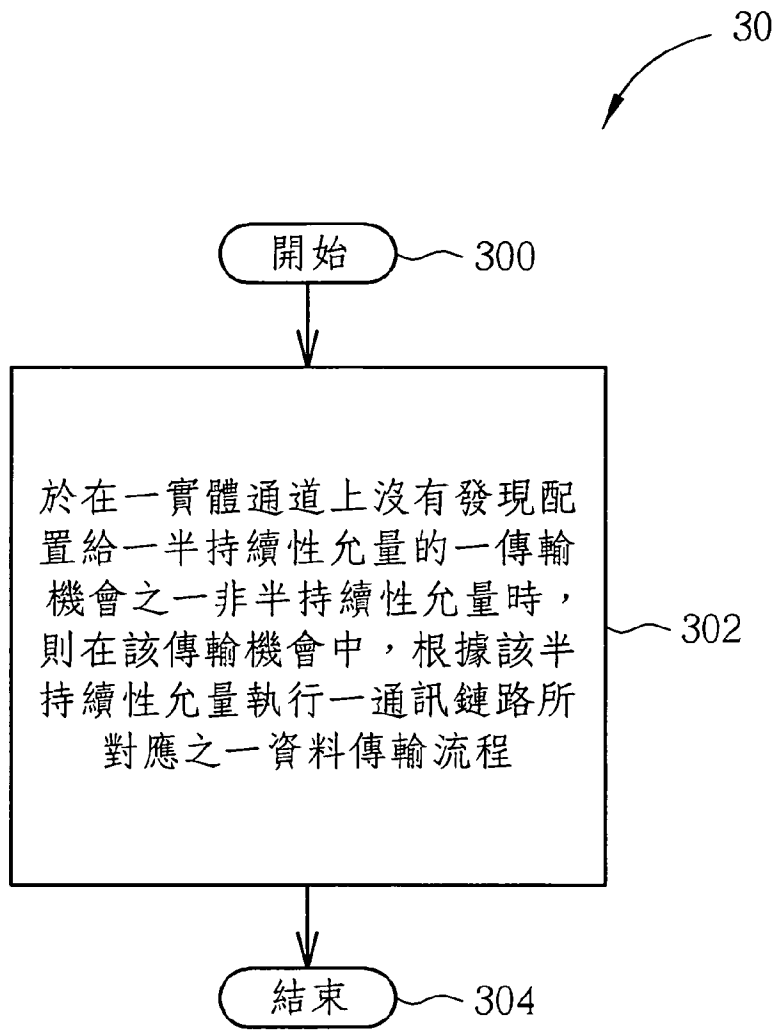 30
開始
300
於在一實體通道上沒有發現配
置給一半持續性允量的一傳輸
機會之一非半持續性允量時,
則在該傳輸機會中,根據該半
持續性允量執行一通訊鏈路所
對應之一資料傳輸流程
302
結束
304